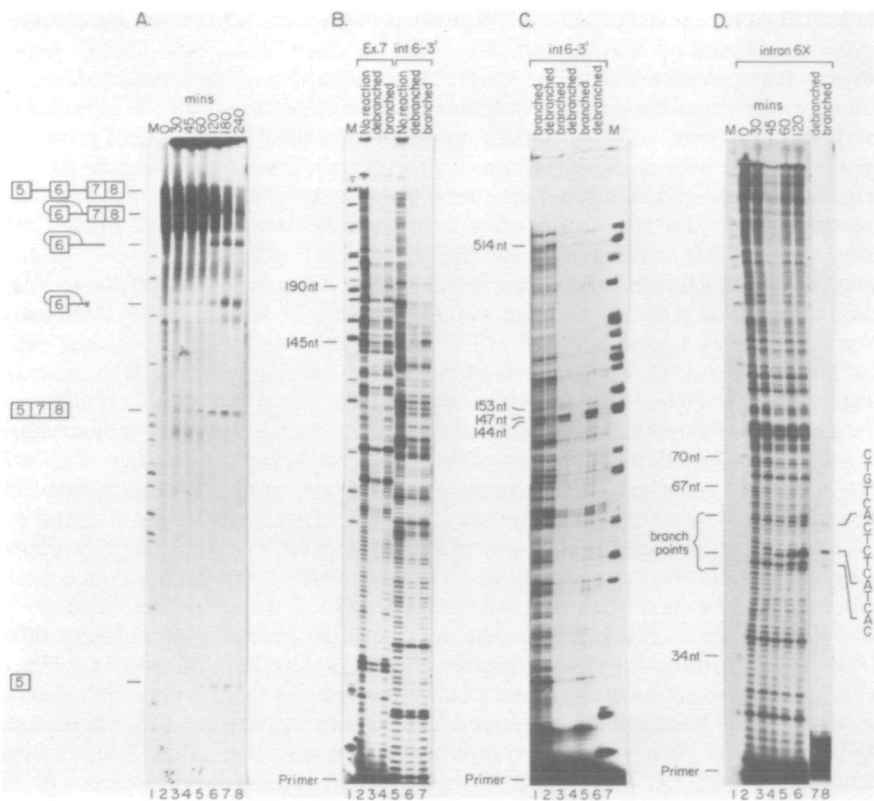 A.
mins
M 0 30 45 60 120 180 240
5 6 7 8
6 7 8
6
6
5 7 8
5
1 2 3 4 5 6 7 8
B.
Ex.7 int 6-3'
M No reaction debranched branched No reaction debranched branched
190nt
145nt
Primer
1 2 3 4 5 6 7
C.
int 6-3'
branched branched debranched debranched branched debranched M
514nt
153nt
147nt
144nt
Primer
1 2 3 4 5 6 7
D.
intron 6X
mins
M 0 30 45 60 120 debranched branched
70nt
67nt
branch points
34nt
Primer
C
T
G
T
C
A
C
T
C
T
C
A
T
C
A
C
1 2 3 4 5 6 7 8